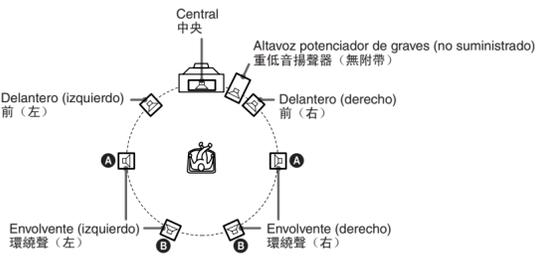 Central
中央
Altavoz potenciador de graves (no suministrado)
重低音揚聲器（無附帶）
Delantero (izquierdo)
前（左）
Delantero (derecho)
前（右）
A
A
Envolvente (izquierdo)
環繞聲（左）
B
B
Envolvente (derecho)
環繞聲（右）